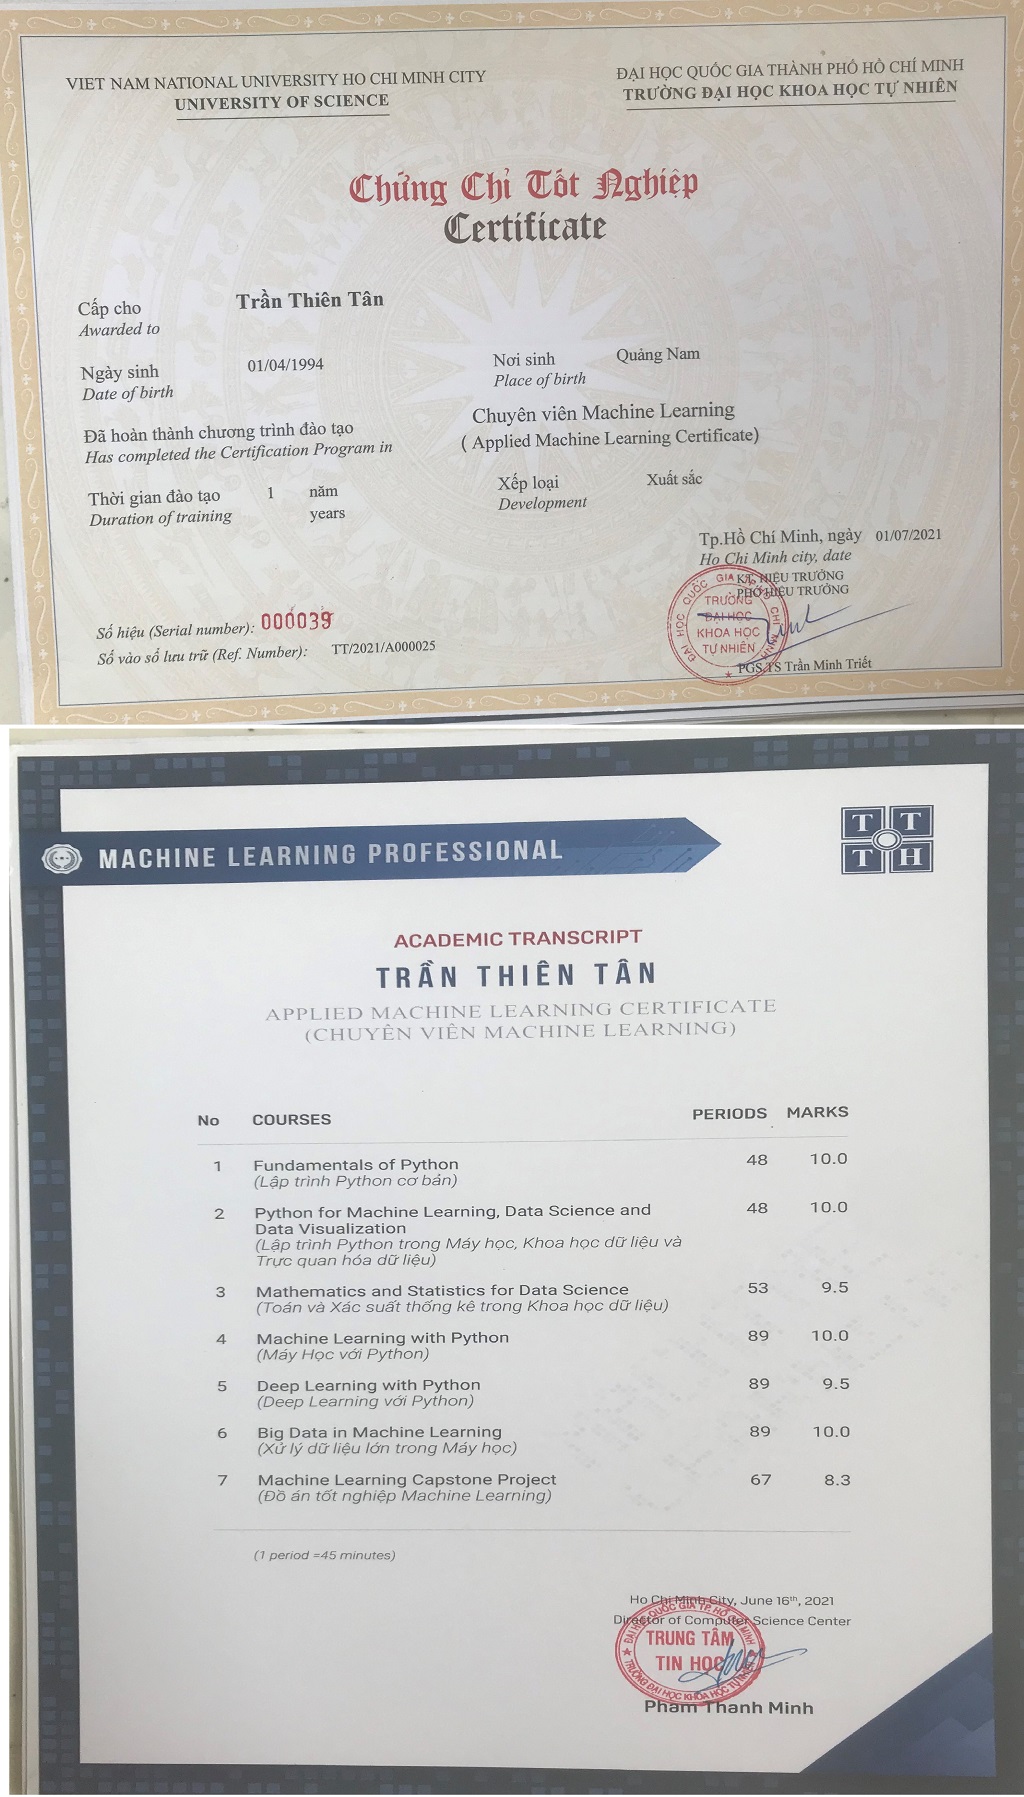 VIET NAM NATIONAL UNIVERSITY HO CHI MINH CITY
UNIVERSITY OF SCIENCE
ĐẠI HỌC QUỐC GIA THÀNH PHỐ HỒ CHÍ MINH
TRƯỜNG ĐẠI HỌC KHOA HỌC TỰ NHIÊN
Chứng Chỉ Tốt Nghiệp
Certificate
Cấp cho Trần Thiên Tân
Awarded to
Ngày sinh 01/04/1994 Nơi sinh Quảng Nam
Date of birth Place of birth
Đã hoàn thành chương trình đào tạo Chuyên viên Machine Learning
Has completed the Certification Program in ( Applied Machine Learning Certificate)
Thời gian đào tạo 1 năm Xếp loại Xuất sắc
Duration of training years Development
Tp.Hồ Chí Minh, ngày 01/07/2021
Ho Chi Minh city, date
KT. HIỆU TRƯỞNG
PHÓ HIỆU TRƯỞNG
ĐẠI HỌC QUỐC GIA TP. HỒ CHÍ MINH
TRƯỜNG
ĐẠI HỌC
KHOA HỌC
TỰ NHIÊN
PGS.TS Trần Minh Triết
Số hiệu (Serial number): 000039
Số vào sổ lưu trữ (Ref. Number): TT/2021/A000025
MACHINE LEARNING PROFESSIONAL
T T
T H
ACADEMIC TRANSCRIPT
TRẦN THIÊN TÂN
APPLIED MACHINE LEARNING CERTIFICATE
(CHUYÊN VIÊN MACHINE LEARNING)
No COURSES PERIODS MARKS
1 Fundamentals of Python 48 10.0
(Lập trình Python cơ bản)
2 Python for Machine Learning, Data Science and 48 10.0
Data Visualization
(Lập trình Python trong Máy học, Khoa học dữ liệu và
Trực quan hóa dữ liệu)
3 Mathematics and Statistics for Data Science 53 9.5
(Toán và Xác suất thống kê trong Khoa học dữ liệu)
4 Machine Learning with Python 89 10.0
(Máy Học với Python)
5 Deep Learning with Python 89 9.5
(Deep Learning với Python)
6 Big Data in Machine Learning 89 10.0
(Xử lý dữ liệu lớn trong Máy học)
7 Machine Learning Capstone Project 67 8.3
(Đồ án tốt nghiệp Machine Learning)
(1 period =45 minutes)
Ho Chi Minh City, June 16th, 2021
Director of Computer Science Center
ĐẠI HỌC QUỐC GIA TP. HỒ CHÍ MINH
TRUNG TÂM
TIN HỌC
TRƯỜNG ĐẠI HỌC KHOA HỌC TỰ NHIÊN
Phạm Thanh Minh